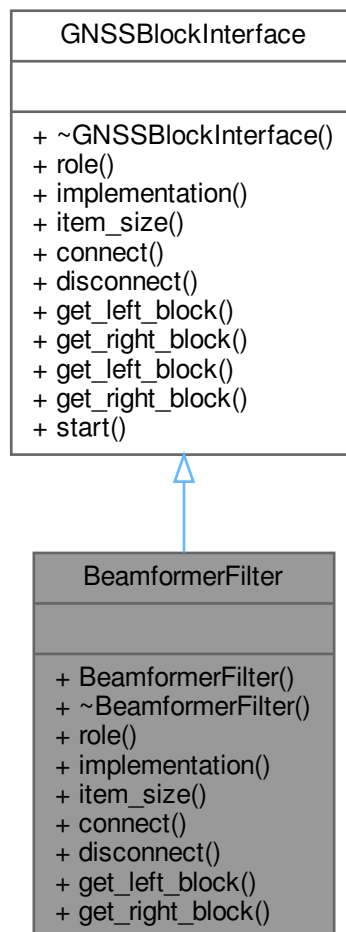 GNSSBlockInterface
+ ~GNSSBlockInterface()
+ role()
+ implementation()
+ item_size()
+ connect()
+ disconnect()
+ get_left_block()
+ get_right_block()
+ get_left_block()
+ get_right_block()
+ start()
BeamformerFilter
+ BeamformerFilter()
+ ~BeamformerFilter()
+ role()
+ implementation()
+ item_size()
+ connect()
+ disconnect()
+ get_left_block()
+ get_right_block()